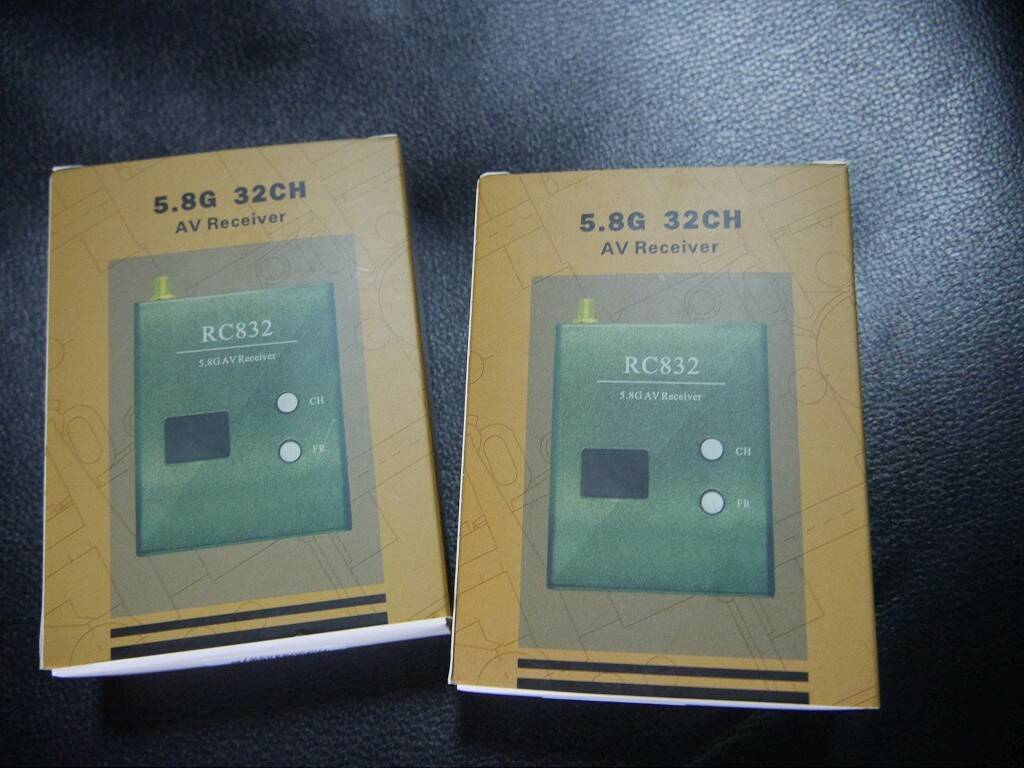 5.8G 32CH
AV Receiver
RC832
5.8G AV Receiver
CH
FR
5.8G 32CH
AV Receiver
RC832
5.8G AV Receiver
CH
FR